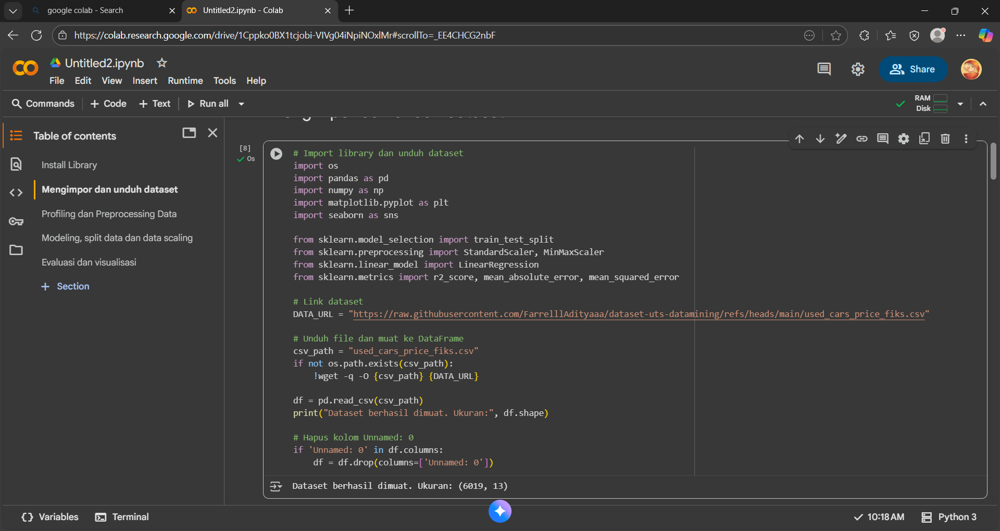 google colab - Search
Untitled2.ipynb - Colab
https://colab.research.google.com/drive/1Cppko0BX1tcjobi-VIVg04iNpiNOxlMr#scrollTo=_EE4CHCG2nbF
Untitled2.ipynb
Share
File Edit View Insert Runtime Tools Help
Commands + Code + Text Run all
RAM
Disk
Table of contents
Install Library
Mengimpor dan unduh dataset
Profiling dan Preprocessing Data
Modeling, split data dan data scaling
Evaluasi dan visualisasi
+ Section
[8]
0s
# Import library dan unduh dataset
import os
import pandas as pd
import numpy as np
import matplotlib.pyplot as plt
import seaborn as sns
from sklearn.model_selection import train_test_split
from sklearn.preprocessing import StandardScaler, MinMaxScaler
from sklearn.linear_model import LinearRegression
from sklearn.metrics import r2_score, mean_absolute_error, mean_squared_error
# Link dataset
DATA_URL = "https://raw.githubusercontent.com/FarrelllAdityaaa/dataset-uts-datamining/refs/heads/main/used_cars_price_fiks.csv"
# Unduh file dan muat ke DataFrame
csv_path = "used_cars_price_fiks.csv"
if not os.path.exists(csv_path):
    !wget -q -O {csv_path} {DATA_URL}
df = pd.read_csv(csv_path)
print("Dataset berhasil dimuat. Ukuran:", df.shape)
# Hapus kolom Unnamed: 0
if 'Unnamed: 0' in df.columns:
    df = df.drop(columns=['Unnamed: 0'])
Dataset berhasil dimuat. Ukuran: (6019, 13)
Variables Terminal
10:18 AM Python 3